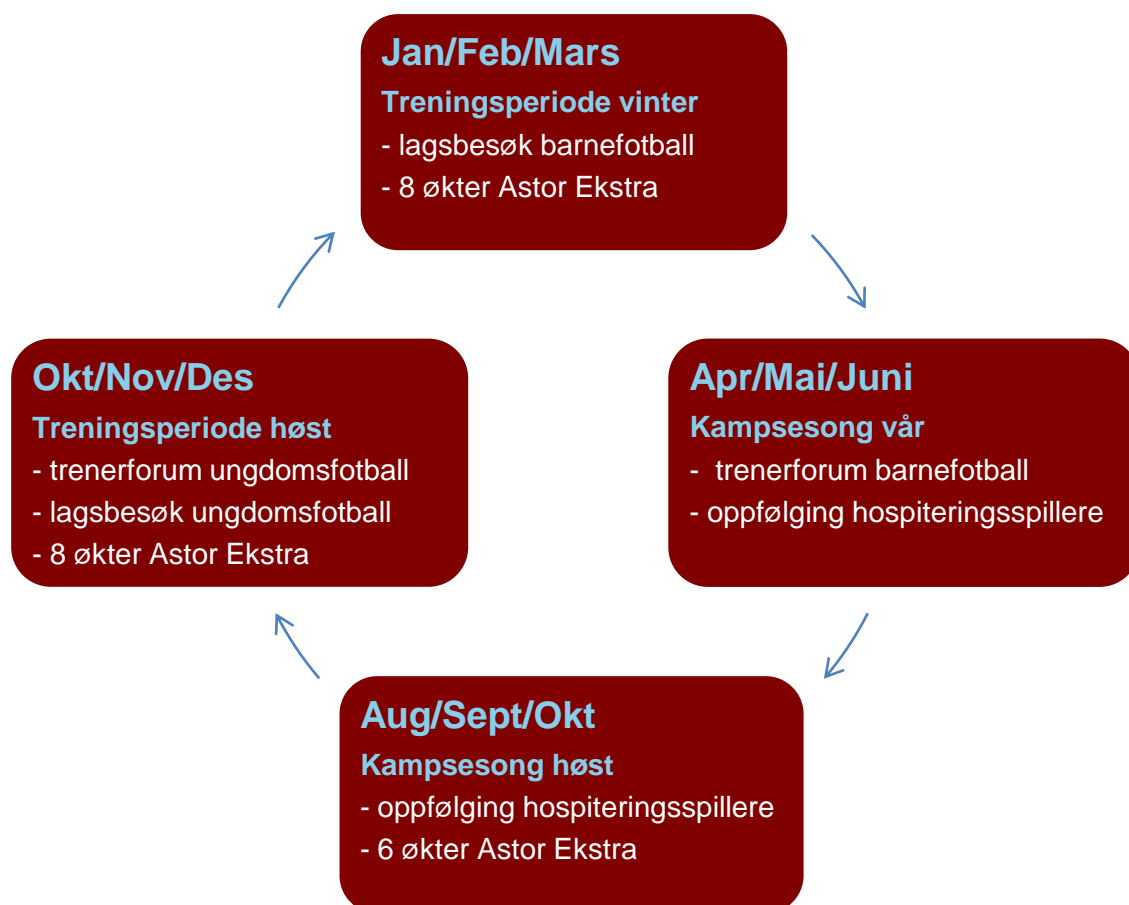 Jan/Feb/Mars
Treningsperiode vinter
- lagsbesøk barnefotball
- 8 økter Astor Ekstra
Okt/Nov/Des
Treningsperiode høst
- trenerforum ungdomsfotball
- lagsbesøk ungdomsfotball
- 8 økter Astor Ekstra
Apr/Mai/Juni
Kampsesong vår
-  trenerforum barnefotball
- oppfølging hospiteringsspillere
Aug/Sept/Okt
Kampsesong høst
- oppfølging hospiteringsspillere
- 6 økter Astor Ekstra